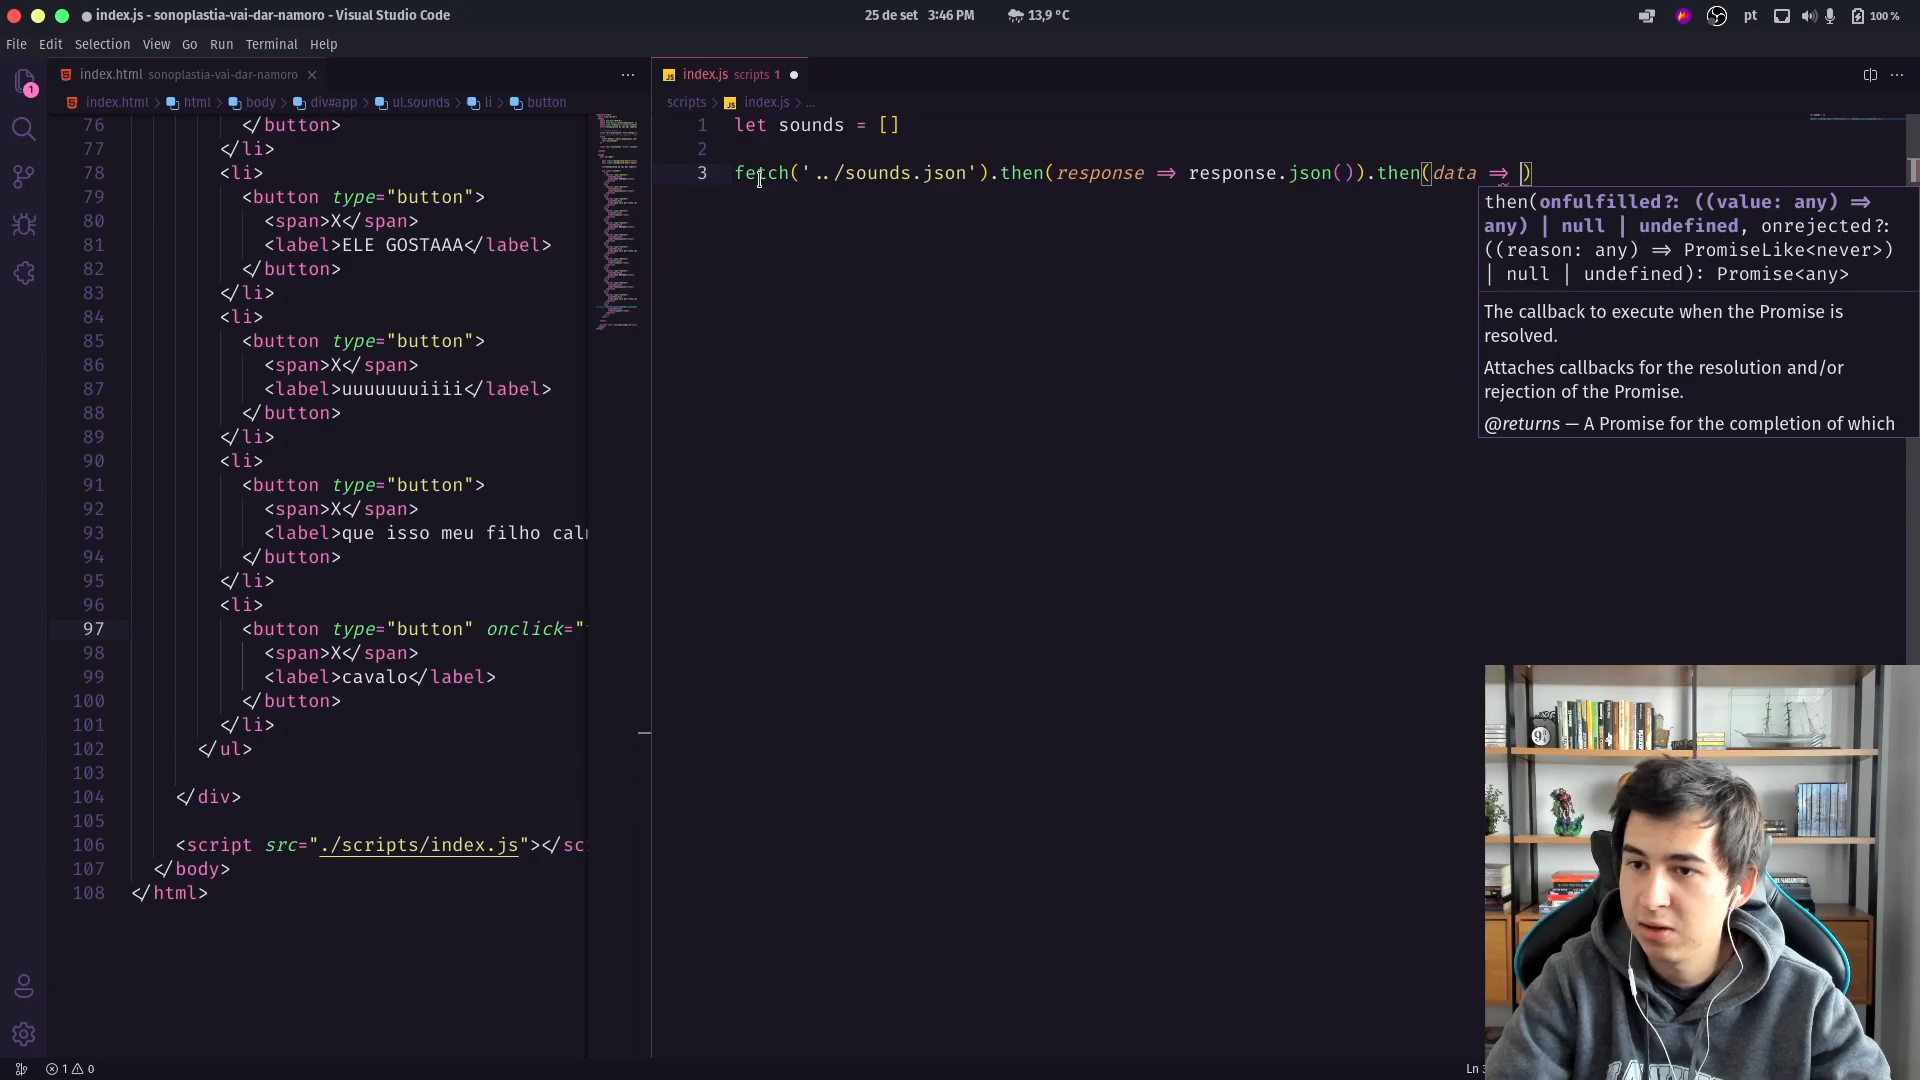 index.js - sonoplastia-vai-dar-namoro - Visual Studio Code
25 de set 3:46 PM
13,9 °C
pt
100 %
File Edit Selection View Go Run Terminal Help
1
index.html sonoplastia-vai-dar-namoro
index.html > html > body > div#app > ul.sounds > li > button
76 </button>
77 </li>
78 <li>
79 <button type="button">
80 <span>X</span>
81 <label>ELE GOSTAAA</label>
82 </button>
83 </li>
84 <li>
85 <button type="button">
86 <span>X</span>
87 <label>uuuuuuuiiii</label>
88 </button>
89 </li>
90 <li>
91 <button type="button">
92 <span>X</span>
93 <label>que isso meu filho
94 </button>
95 </li>
96 <li>
97 <button type="button" onclick="
98 <span>X</span>
99 <label>cavalo</label>
100 </button>
101 </li>
102 </ul>
103
104 </div>
105
106 <script src="./scripts/index.js"></sc
107 </body>
108 </html>
index.js scripts 1
scripts > index.js > ...
1 let sounds = []
2
3 fetch('../sounds.json').then(response => response.json()).then(data => )
then(onfulfilled?: ((value: any) =>
any) | null | undefined, onrejected?:
((reason: any) => PromiseLike<never>)
| null | undefined): Promise<any>
The callback to execute when the Promise is
resolved.
Attaches callbacks for the resolution and/or
rejection of the Promise.
@returns — A Promise for the completion of which
9¾
1 0
Ln